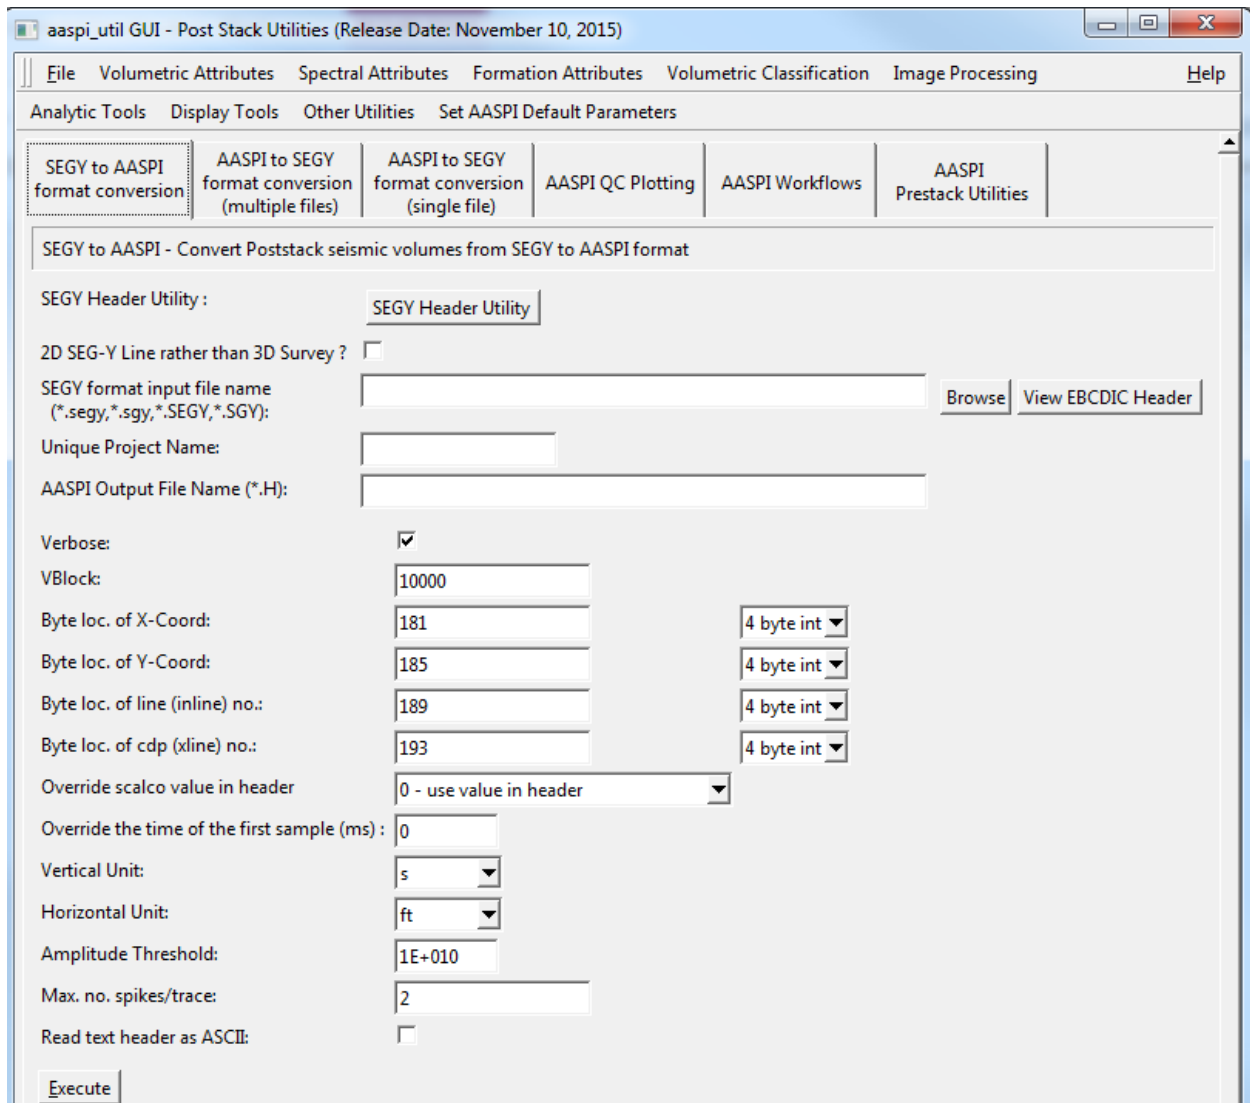 aaspi_util GUI - Post Stack Utilities (Release Date: November 10, 2015)
File Volumetric Attributes Spectral Attributes Formation Attributes Volumetric Classification Image Processing Help
Analytic Tools Display Tools Other Utilities Set AASPI Default Parameters
SEGY to AASPI
format conversion
AASPI to SEGY
format conversion
(multiple files)
AASPI to SEGY
format conversion
(single file)
AASPI QC Plotting
AASPI Workflows
AASPI
Prestack Utilities
SEGY to AASPI - Convert Poststack seismic volumes from SEGY to AASPI format
SEGY Header Utility : SEGY Header Utility
2D SEG-Y Line rather than 3D Survey ?
SEGY format input file name
(*.segy,*.sgy,*.SEGY,*.SGY):
Browse View EBCDIC Header
Unique Project Name:
AASPI Output File Name (*.H):
Verbose:
VBlock: 10000
Byte loc. of X-Coord: 181 4 byte int
Byte loc. of Y-Coord: 185 4 byte int
Byte loc. of line (inline) no.: 189 4 byte int
Byte loc. of cdp (xline) no.: 193 4 byte int
Override scalco value in header 0 - use value in header
Override the time of the first sample (ms) : 0
Vertical Unit: s
Horizontal Unit: ft
Amplitude Threshold: 1E+010
Max. no. spikes/trace: 2
Read text header as ASCII:
Execute